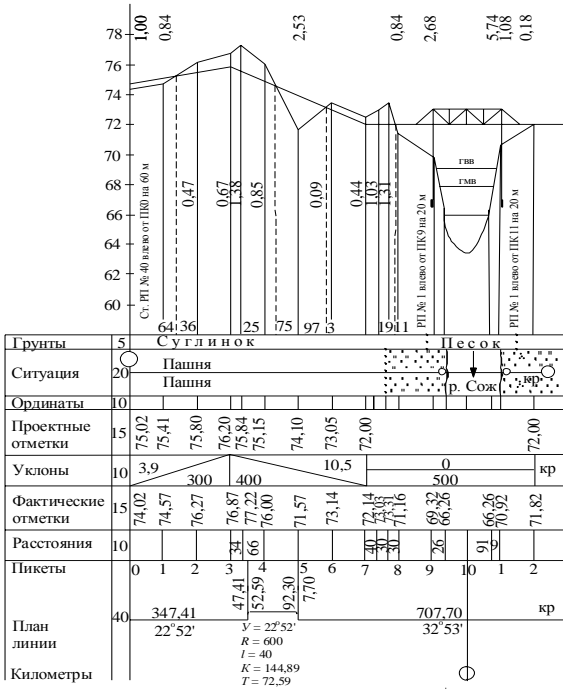 1,00 0,84 2,53 0,84 2,68 5,74 1,08 0,18
78
76
74
72
70
68
66
64
62
60
0,47 0,67 1,38 0,85 0,09 0,44 1,03 1,31
Ст. РП № 40 влево от ПК0 на 60 м
РП № 1 влево от ПК 9 на 20 м
гвв
гмв
РП № 1 влево от ПК 11 на 20 м
64 36 25 75 97 3 19 11
Грунты 5 Суглинок Песок
Ситуация 20 Пашня
Пашня р. Сож кр
Ординаты 10
Проектные отметки 15 75,02 75,41 75,80 76,20 75,84 75,15 74,10 73,05 72,00 72,00
Уклоны 10 3,9 300 400 10,5 0 500 кр
Фактические отметки 15 74,02 74,57 76,27 76,87 77,22 76,00 71,57 73,14 72,14 73,03 73,31 71,16 69,32 66,26 66,26 70,92 71,82
Расстояния 10 34 66 40 30 30 26 91 9
Пикеты 0 1 2 3 4 5 6 7 8 9 10 1 2
47,41 52,59 92,30 7,70
40 347,41 707,70 кр
План линии 22°52' 32°53'
У = 22°52'
R = 600
l = 40
К = 144,89
Т = 72,59
Километры